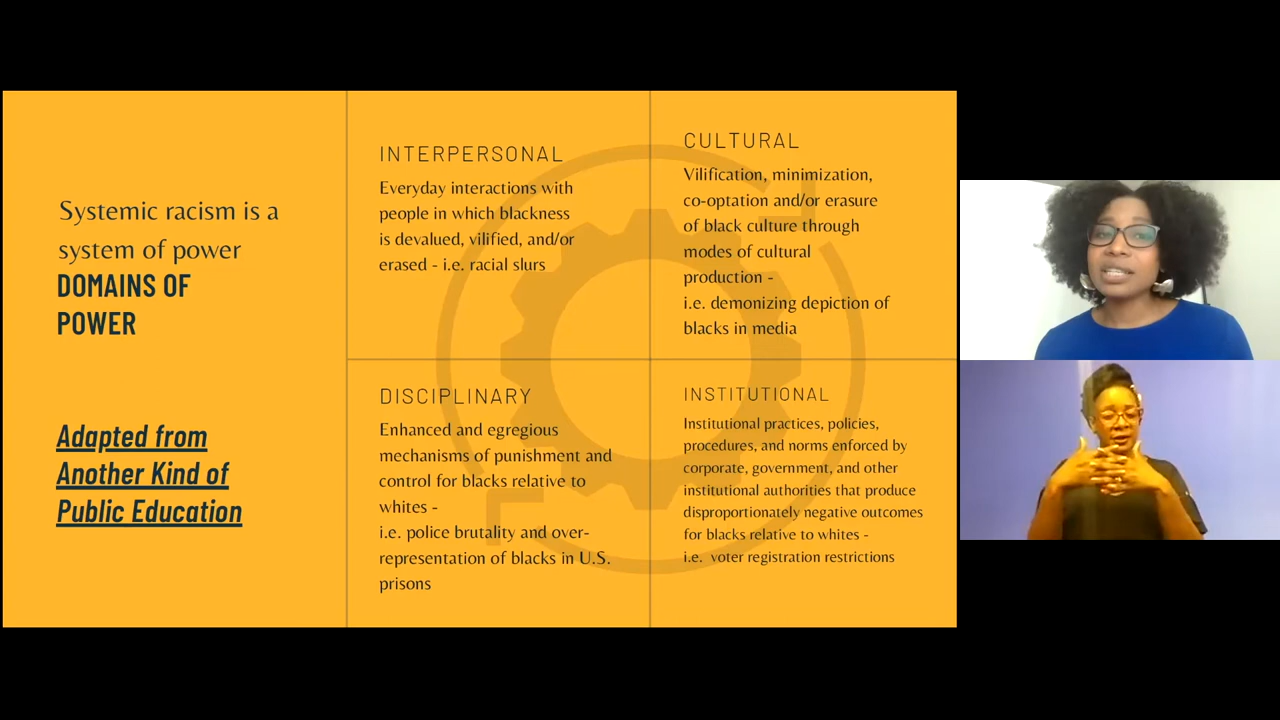 Systemic racism is a
system of power
DOMAINS OF
POWER
Adapted from
Another Kind of
Public Education
INTERPERSONAL
Everyday interactions with
people in which blackness
is devalued, vilified, and/or
erased - i.e. racial slurs
CULTURAL
Vilification, minimization,
co-optation and/or erasure
of black culture through
modes of cultural
production -
i.e. demonizing depiction of
blacks in media
DISCIPLINARY
Enhanced and egregious
mechanisms of punishment and
control for blacks relative to
whites -
i.e. police brutality and over-
representation of blacks in U.S.
prisons
INSTITUTIONAL
Institutional practices, policies,
procedures, and norms enforced by
corporate, government, and other
institutional authorities that produce
disproportionately negative outcomes
for blacks relative to whites -
i.e. voter registration restrictions